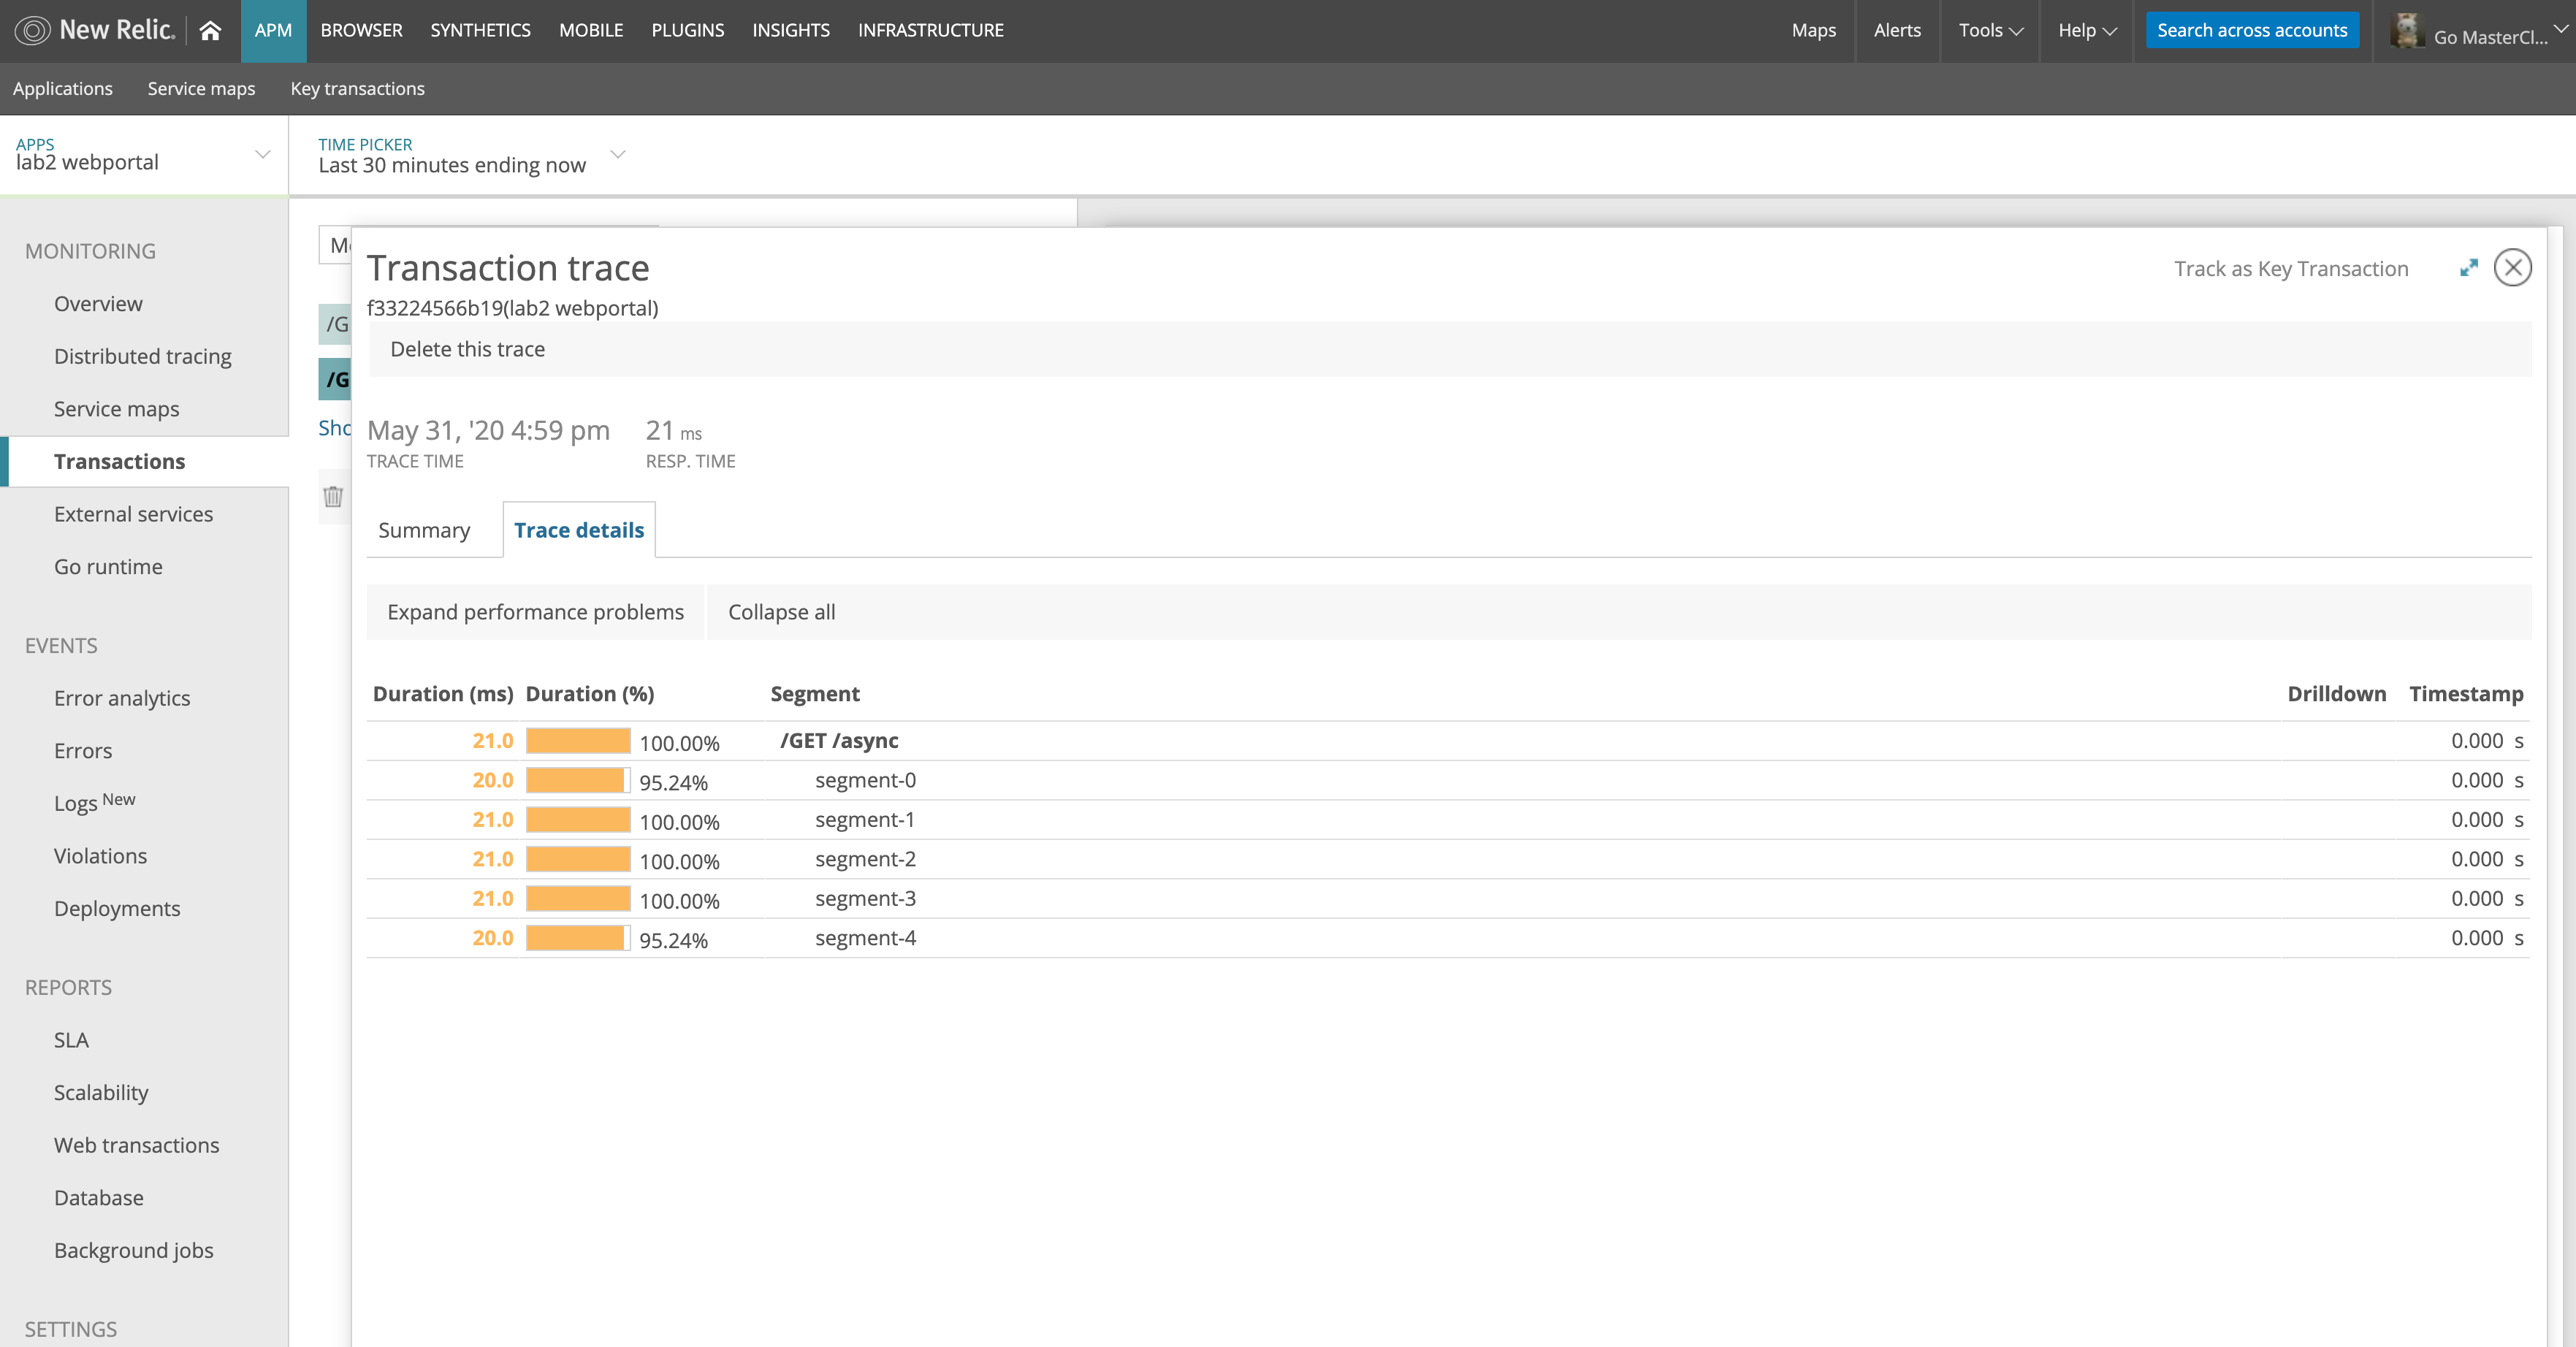 New Relic.
APM BROWSER SYNTHETICS MOBILE PLUGINS INSIGHTS INFRASTRUCTURE
Maps Alerts Tools Help Search across accounts Go MasterCl...
Applications Service maps Key transactions
APPS
lab2 webportal
TIME PICKER
Last 30 minutes ending now
MONITORING
Overview
Distributed tracing
Service maps
Transactions
External services
Go runtime
EVENTS
Error analytics
Errors
Logs New
Violations
Deployments
REPORTS
SLA
Scalability
Web transactions
Database
Background jobs
SETTINGS
/G
/G
Sho
Transaction trace
Track as Key Transaction
f33224566b19(lab2 webportal)
Delete this trace
May 31, '20 4:59 pm 21 ms
TRACE TIME RESP. TIME
Summary Trace details
Expand performance problems Collapse all
Duration (ms) Duration (%) Segment Drilldown Timestamp
21.0 100.00% /GET /async 0.000 s
20.0 95.24% segment-0 0.000 s
21.0 100.00% segment-1 0.000 s
21.0 100.00% segment-2 0.000 s
21.0 100.00% segment-3 0.000 s
20.0 95.24% segment-4 0.000 s